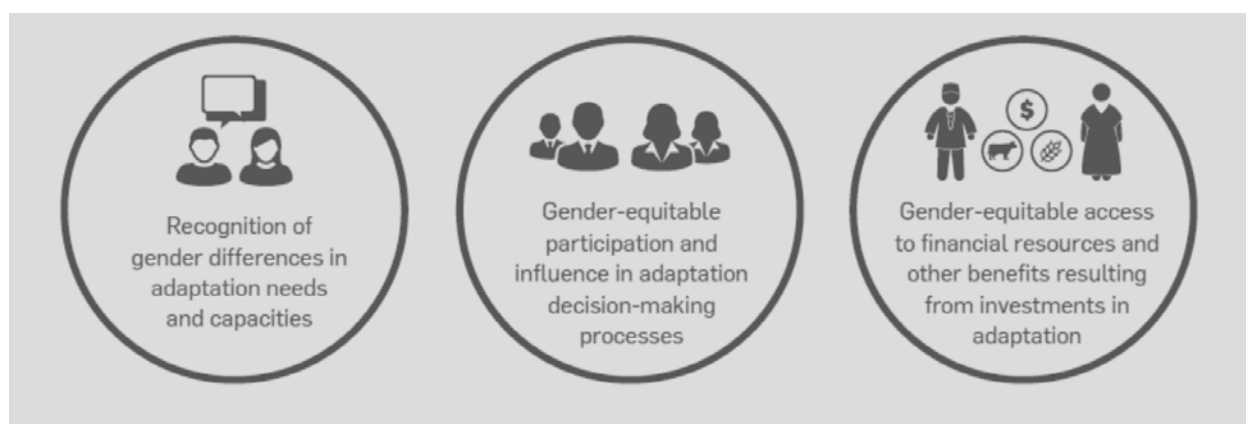 Recognition of
gender differences in
adaptation needs
and capacities
Gender-equitable
participation and
influence in adaptation
decision-making
processes
$
Gender-equitable access
to financial resources and
other benefits resulting
from investments in
adaptation